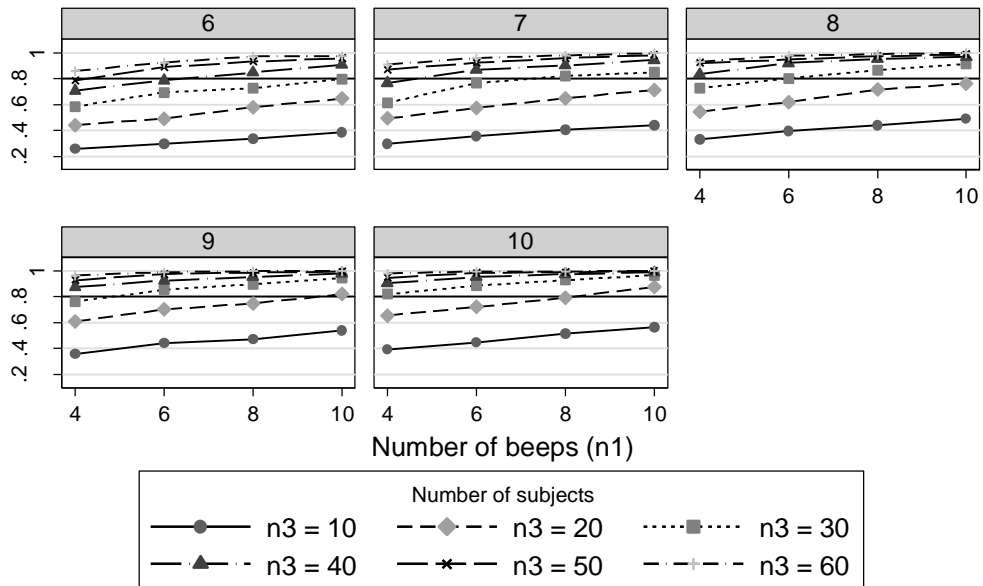 6 7 8
1
.8
.6
.4
.2
4 6 8 10
9 10
1
.8
.6
.4
.2
4 6 8 10 4 6 8 10
Number of beeps (n1)
Number of subjects
n3 = 10 n3 = 20 n3 = 30
n3 = 40 n3 = 50 n3 = 60